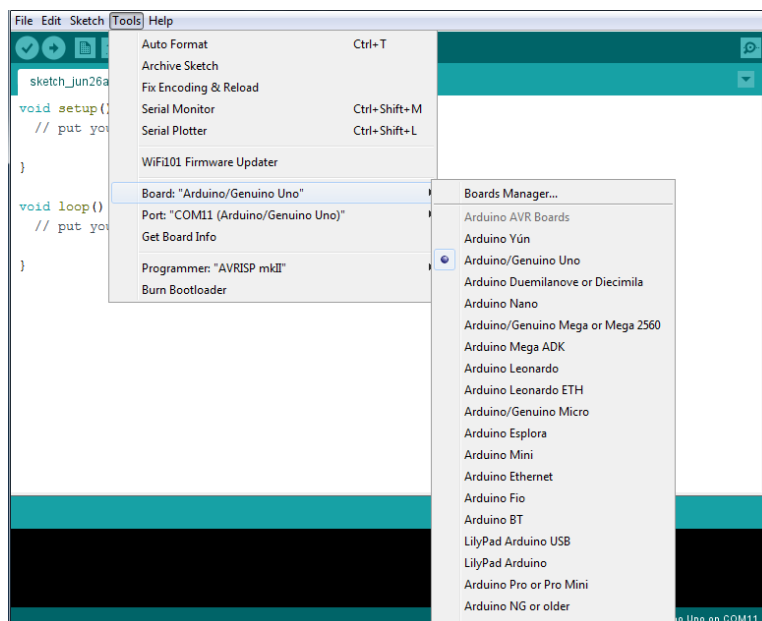 File Edit Sketch Tools Help
Auto Format Ctrl+T
Archive Sketch
Fix Encoding & Reload
Serial Monitor Ctrl+Shift+M
Serial Plotter Ctrl+Shift+L
WiFi101 Firmware Updater
Board: "Arduino/Genuino Uno"
Port: "COM11 (Arduino/Genuino Uno)"
Get Board Info
Programmer: "AVRISP mkII"
Burn Bootloader
sketch_jun26a
void setup()
// put you
}
void loop()
// put you
}
Boards Manager...
Arduino AVR Boards
Arduino Yún
Arduino/Genuino Uno
Arduino Duemilanove or Diecimila
Arduino Nano
Arduino/Genuino Mega or Mega 2560
Arduino Mega ADK
Arduino Leonardo
Arduino Leonardo ETH
Arduino/Genuino Micro
Arduino Esplora
Arduino Mini
Arduino Ethernet
Arduino Fio
Arduino BT
LilyPad Arduino USB
LilyPad Arduino
Arduino Pro or Pro Mini
Arduino NG or older
Uno on COM11